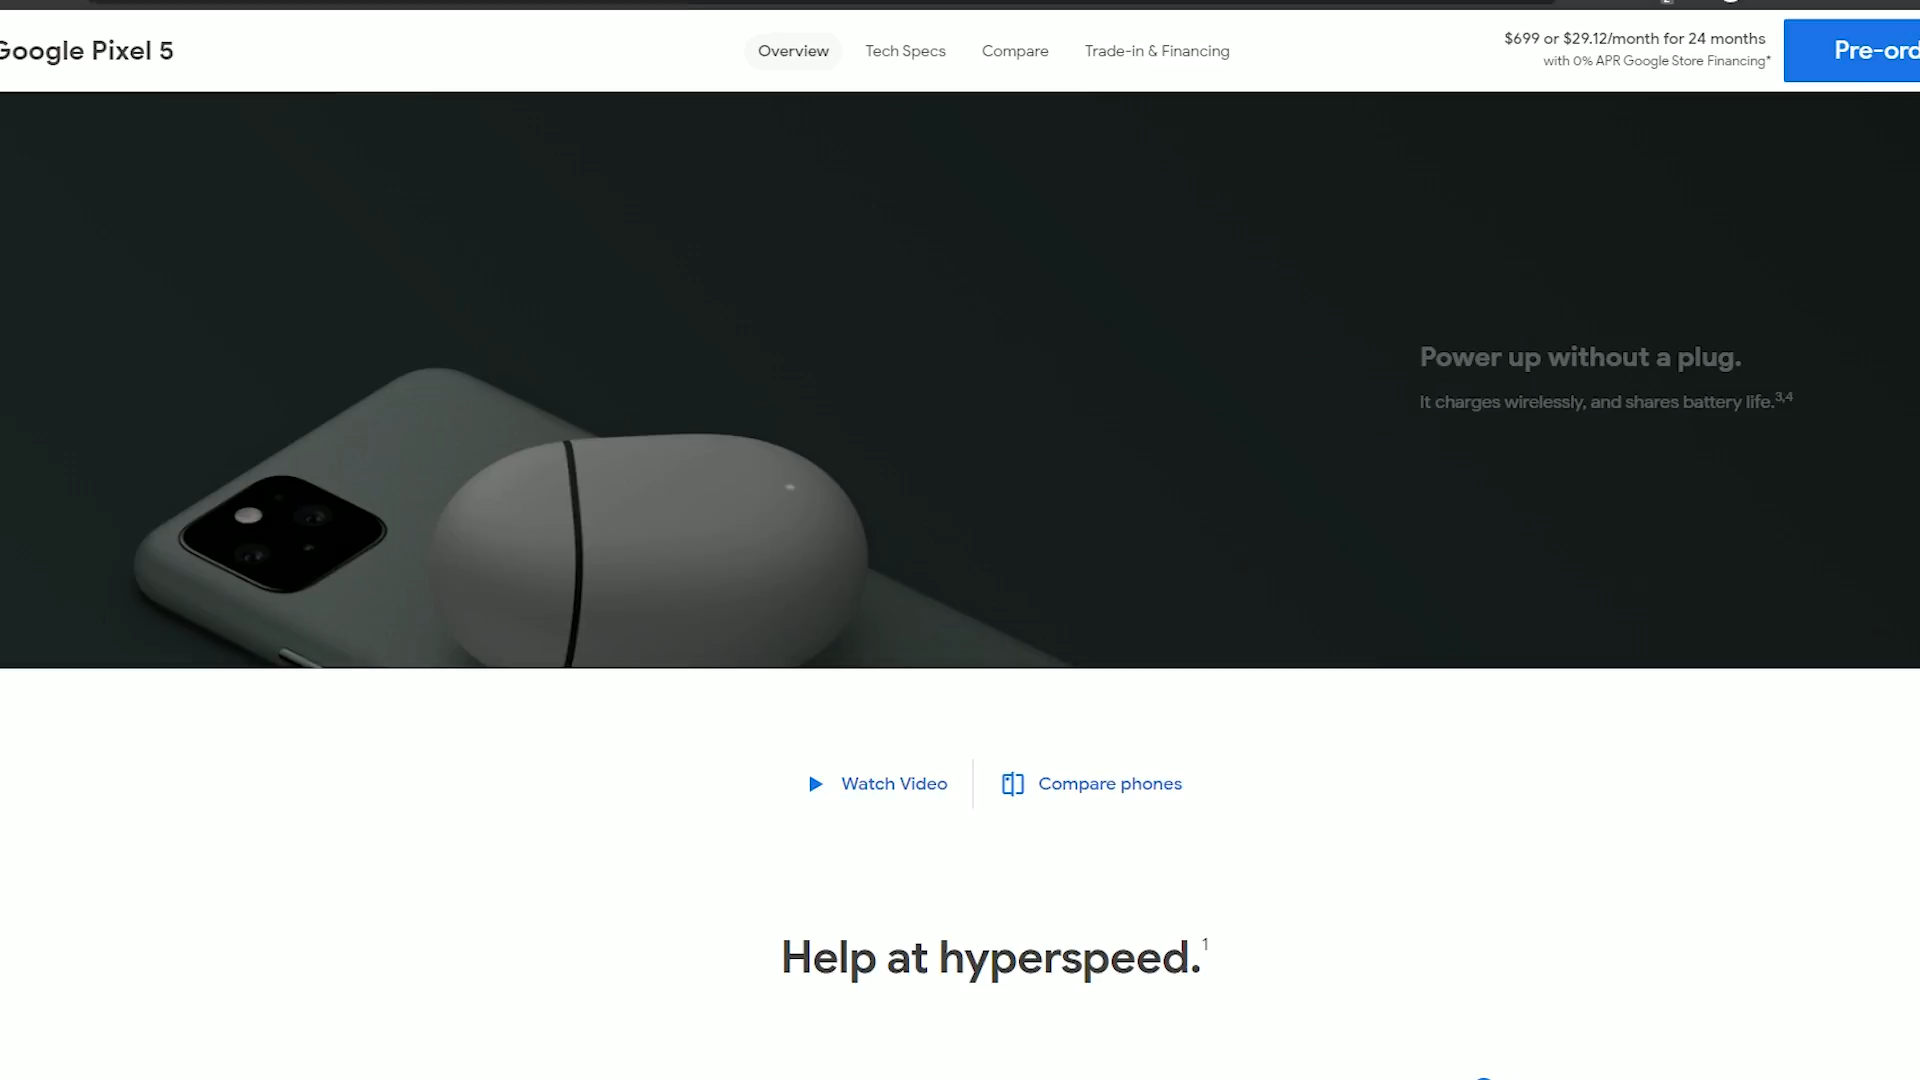 Google Pixel 5
Overview
Tech Specs
Compare
Trade-in & Financing
$699 or $29.12/month for 24 months
with 0% APR Google Store Financing*
Pre-ord
Power up without a plug.
It charges wirelessly, and shares battery life.3,4
Watch Video
Compare phones
Help at hyperspeed.1